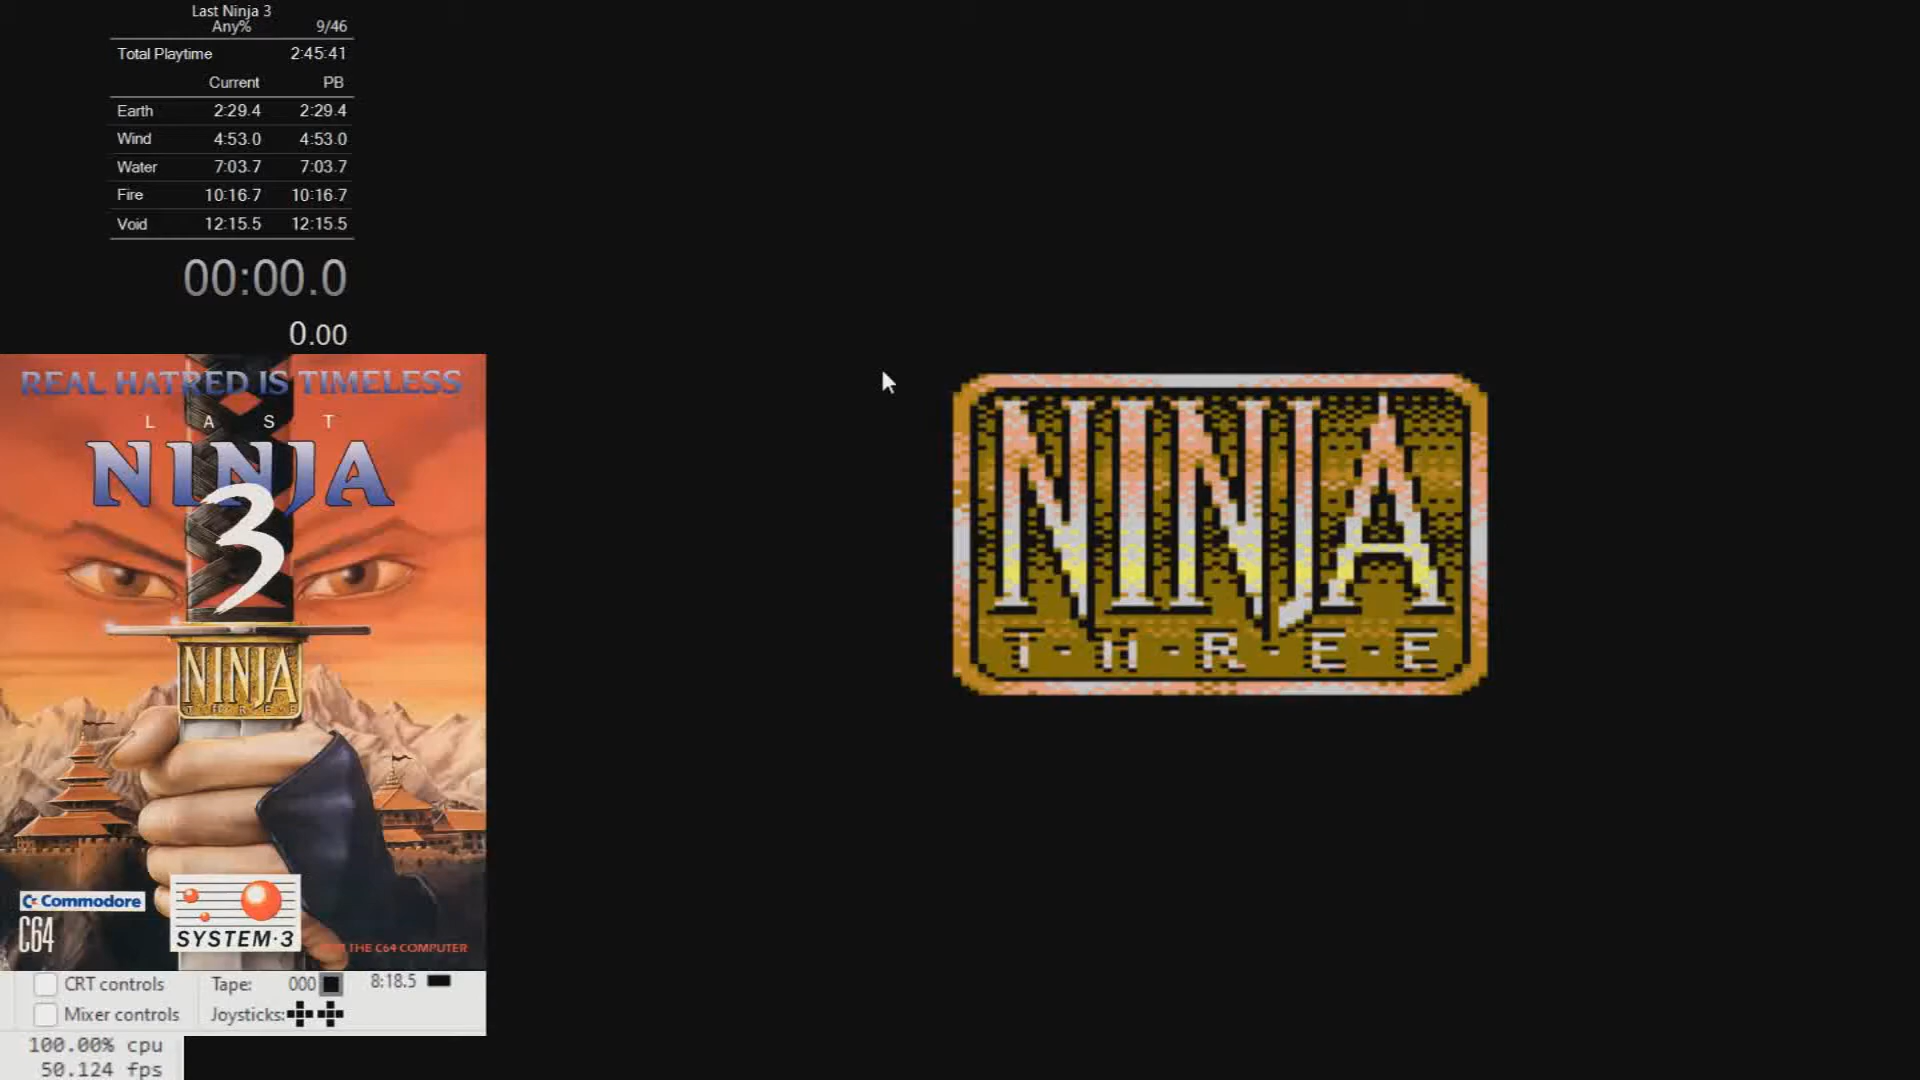 Last Ninja 3
Any% 9/46
Total Playtime 2:45:41
Current PB
Earth 2:29.4 2:29.4
Wind 4:53.0 4:53.0
Water 7:03.7 7:03.7
Fire 10:16.7 10:16.7
Void 12:15.5 12:15.5
00:00.0
0.00
REAL HATRED IS TIMELESS
LAST
NINJA
3
NINJA
THREE
Commodore
C64
SYSTEM·3
THE C64 COMPUTER
CRT controls Tape: 000 8:18.5
Mixer controls Joysticks:
100.00% cpu
50.124 fps
NINJA
T·H·R·E·E